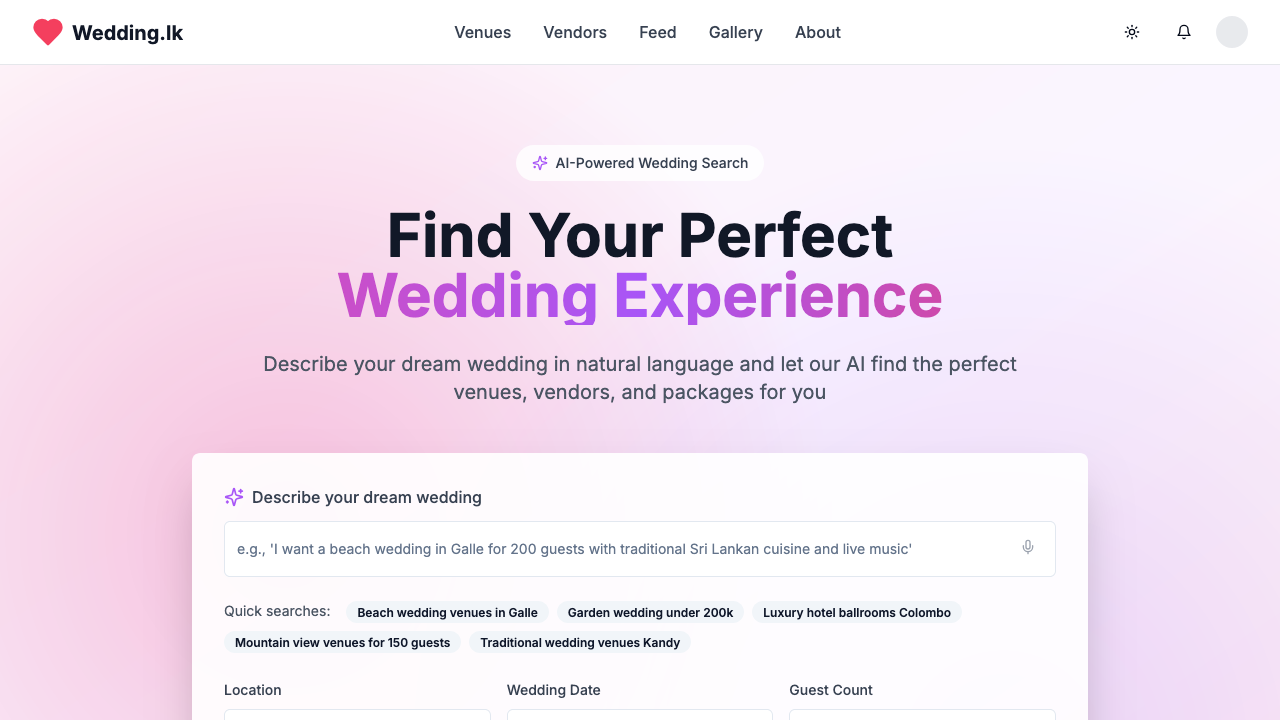 Wedding.lk
Venues Vendors Feed Gallery About
AI-Powered Wedding Search
Find Your Perfect
Wedding Experience
Describe your dream wedding in natural language and let our AI find the perfect
venues, vendors, and packages for you
Describe your dream wedding
e.g., 'I want a beach wedding in Galle for 200 guests with traditional Sri Lankan cuisine and live music'
Quick searches: Beach wedding venues in Galle Garden wedding under 200k Luxury hotel ballrooms Colombo
Mountain view venues for 150 guests Traditional wedding venues Kandy
Location Wedding Date Guest Count